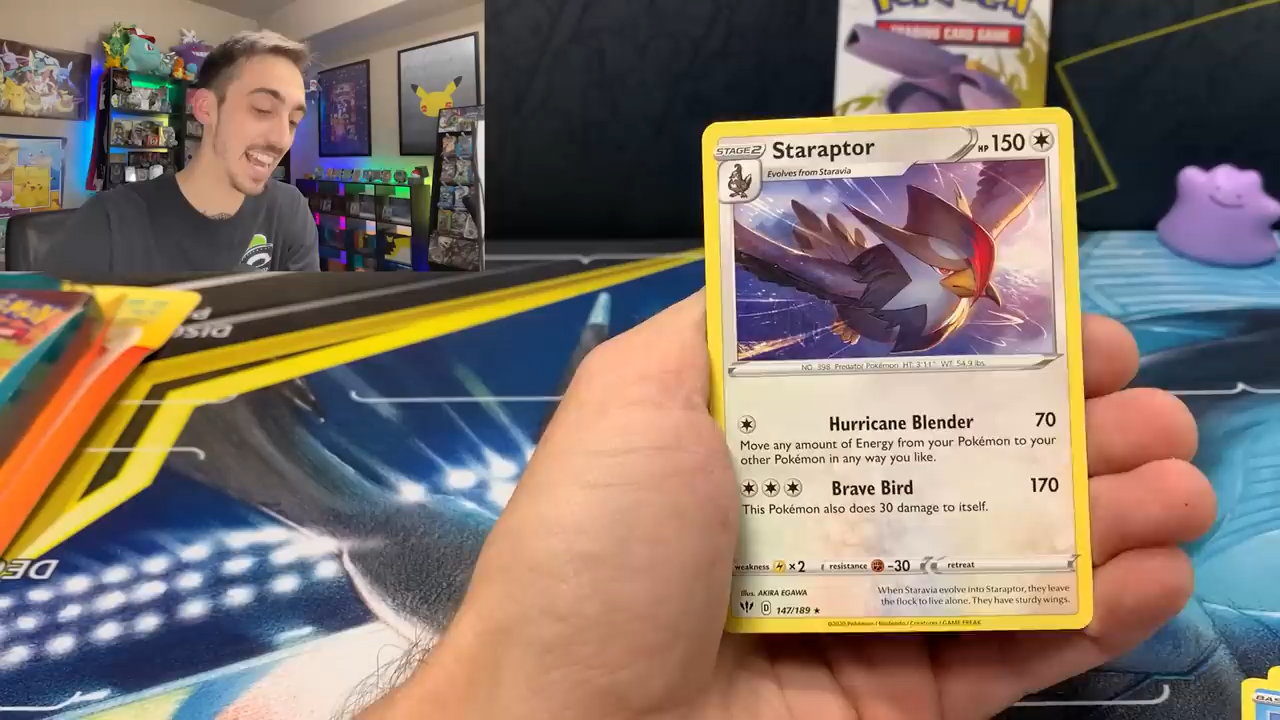 Pokémon
TRADING CARD GAME
STAGE 2
Staraptor
HP 150
Evolves from Staravia
NO. 398 Predator Pokémon HT: 3'11" WT: 54.9 lbs.
Hurricane Blender 70
Move any amount of Energy from your Pokémon to your
other Pokémon in any way you like.
Brave Bird 170
This Pokémon also does 30 damage to itself.
weakness ×2 resistance -30 retreat
Illus. AKIRA EGAWA
When Staravia evolve into Staraptor, they leave
the flock to live alone. They have sturdy wings.
D 147/189 ★
©2020 Pokémon / Nintendo / Creatures / GAME FREAK